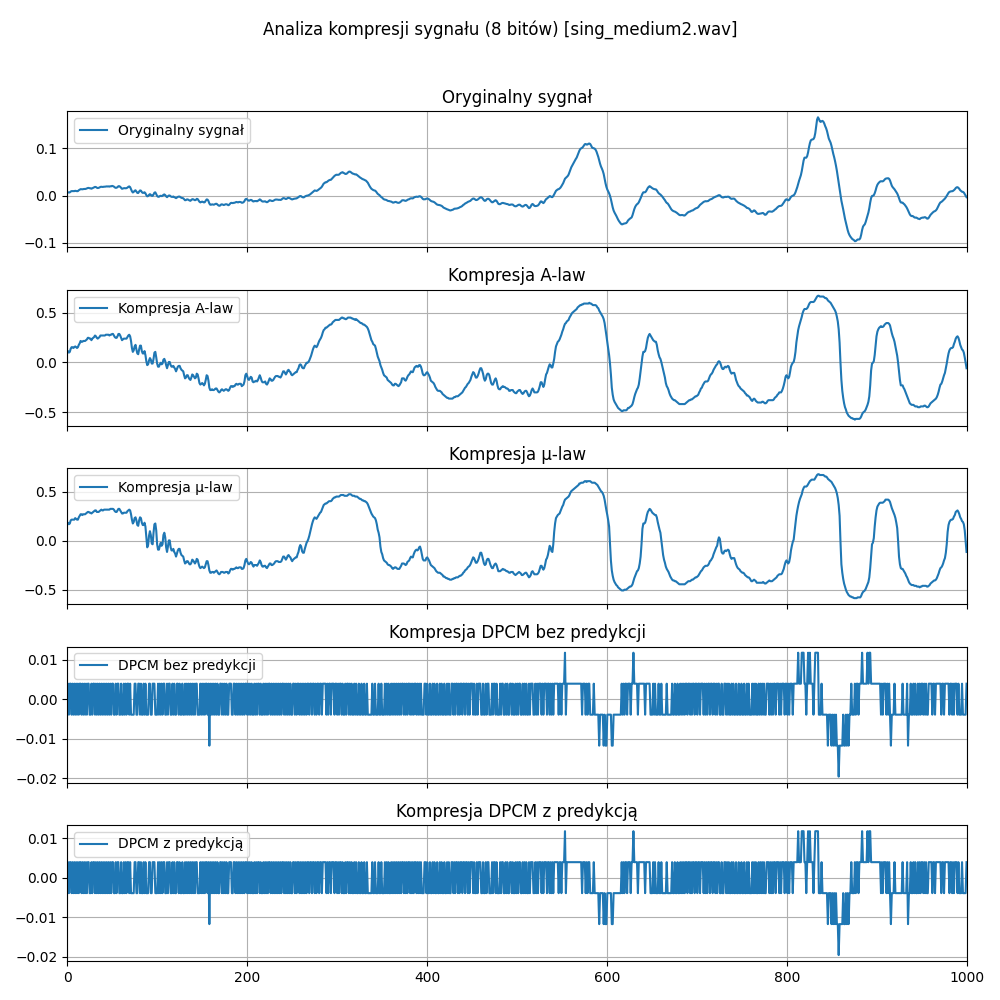 Analiza kompresji sygnału (8 bitów) [sing_medium2.wav]
Oryginalny sygnał
Oryginalny sygnał
0.1
0.0
−0.1
Kompresja A-law
Kompresja A-law
0.5
0.0
−0.5
Kompresja μ-law
Kompresja μ-law
0.5
0.0
−0.5
Kompresja DPCM bez predykcji
DPCM bez predykcji
0.01
0.00
−0.01
−0.02
Kompresja DPCM z predykcją
DPCM z predykcją
0.01
0.00
−0.01
−0.02
0 200 400 600 800 1000